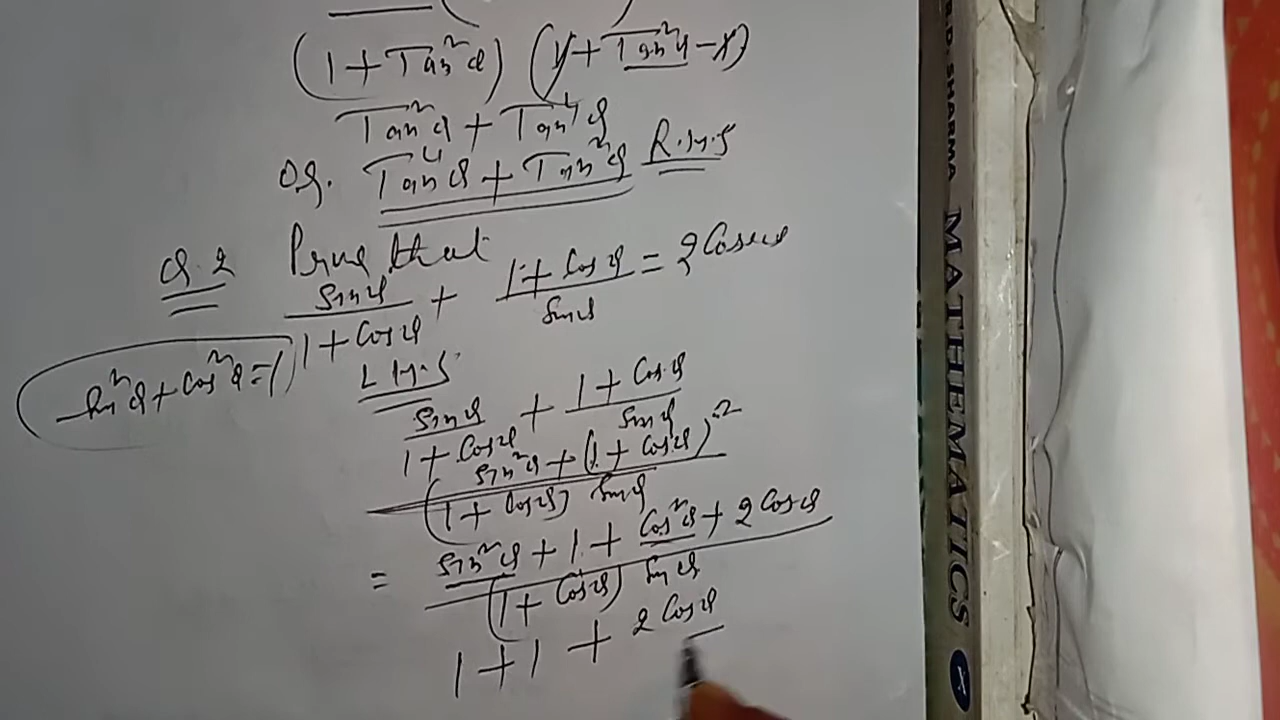 (1 + Tan²θ) (1 + Tan²θ - 1)
Tan²θ + Tan⁴θ
Or. Tan⁴θ + Tan²θ R.H.S
Q.2 Prove that
sinθ/1 + Cosθ + 1 + Cosθ/Sinθ = 2 Cosecθ
Sin²θ + Cos²θ = 1
L.H.S
sinθ/1 + Cosθ + 1 + Cosθ/Sinθ
sin²θ + (1 + Cosθ)²/(1 + Cosθ) Sinθ
= sin²θ + 1 + Cos²θ + 2 Cosθ/(1 + Cosθ) Sinθ
1 + 1 + 2 Cosθ
SHARMA MATHEMATICS X